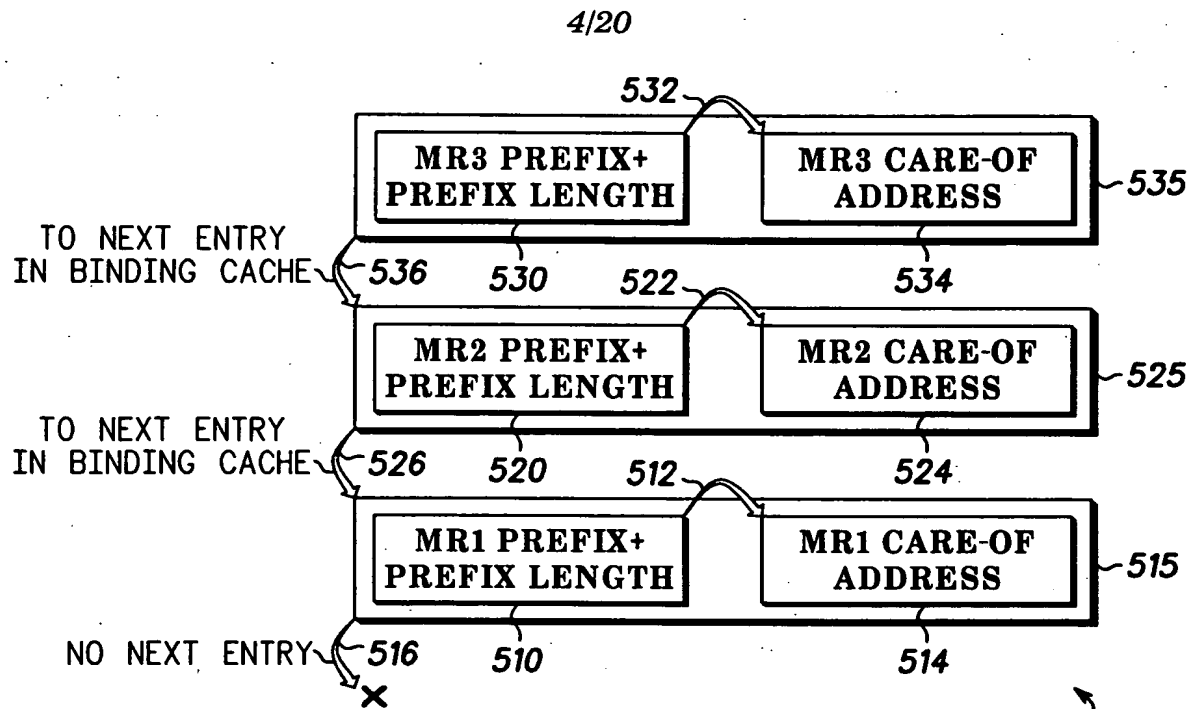 4/20
532
MR3 PREFIX+
PREFIX LENGTH
MR3 CARE-OF
ADDRESS
535
TO NEXT ENTRY
IN BINDING CACHE
536
530
522
534
MR2 PREFIX+
PREFIX LENGTH
MR2 CARE-OF
ADDRESS
525
TO NEXT ENTRY
IN BINDING CACHE
526
520
512
524
MR1 PREFIX+
PREFIX LENGTH
MR1 CARE-OF
ADDRESS
515
NO NEXT ENTRY
516
510
514